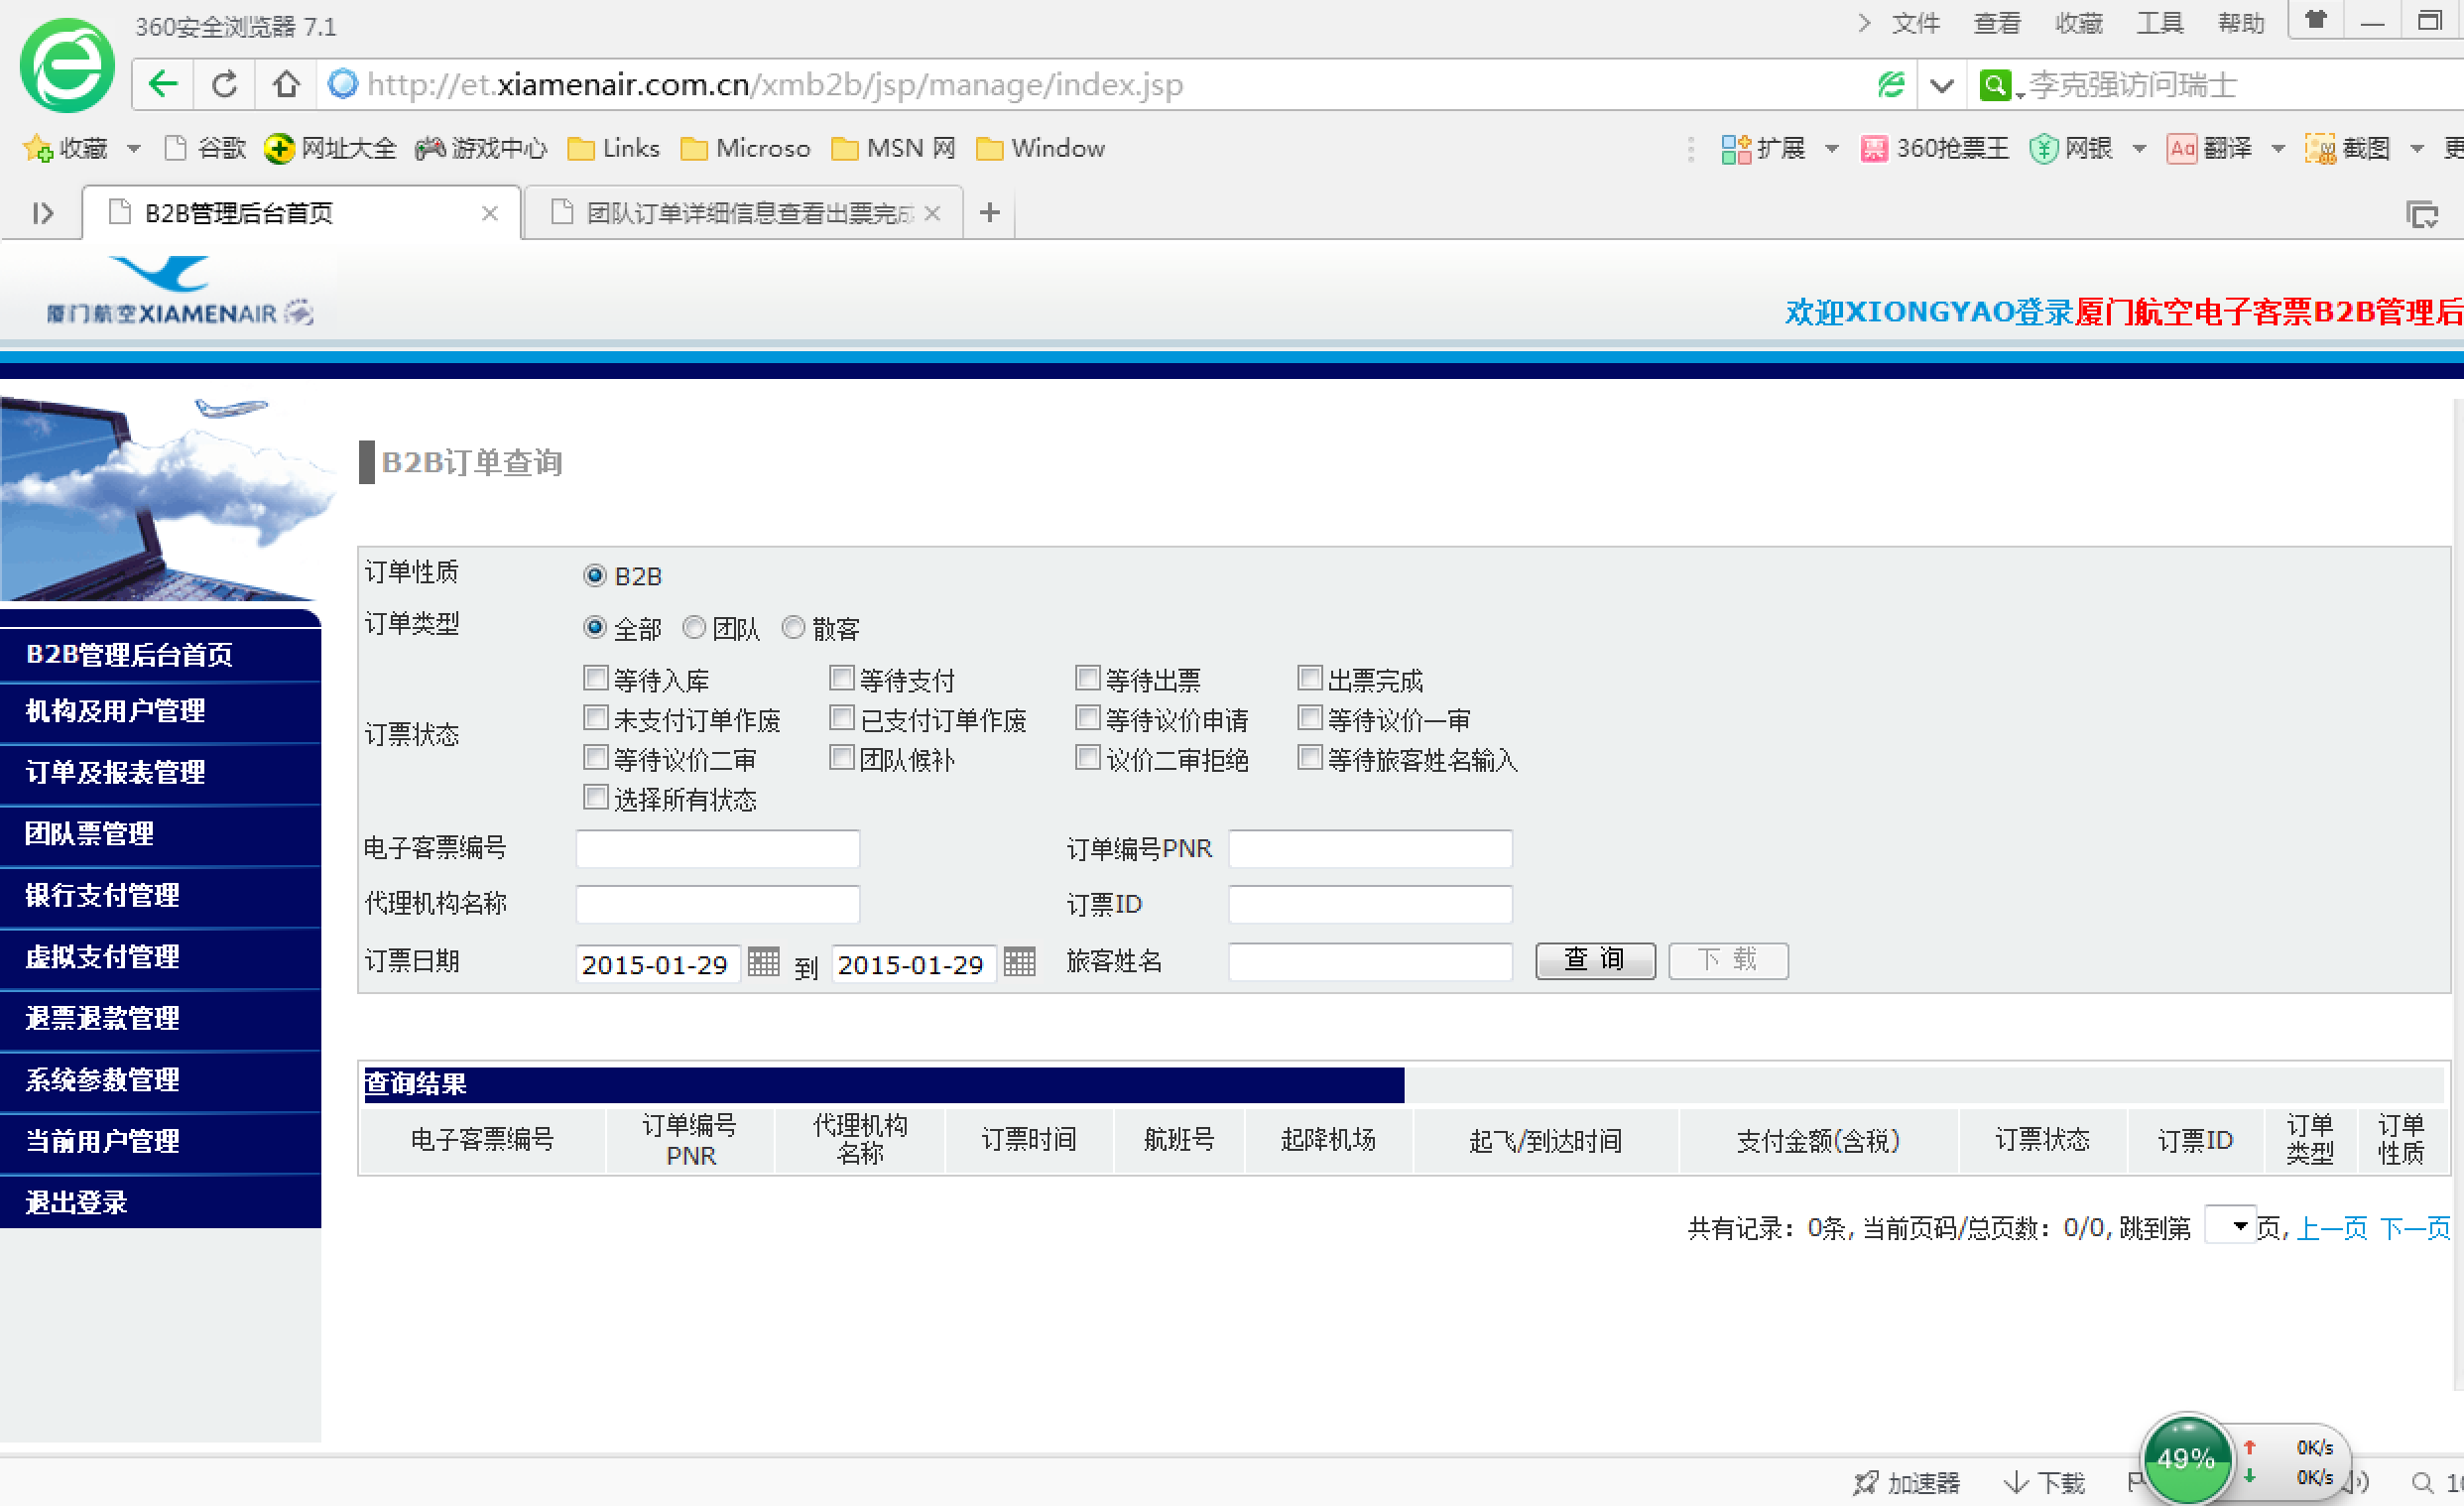 360安全浏览器 7.1
文件 查看 收藏 工具 帮助
http://et.xiamenair.com.cn/xmb2b/jsp/manage/index.jsp
李克强访问瑞士
收藏 谷歌 网址大全 游戏中心 Links Microso MSN 网 Window
扩展 360抢票王 网银 翻译 截图 更
B2B管理后台首页 团队订单详细信息查看出票完成
厦门航空XIAMENAIR
欢迎XIONGYAO登录厦门航空电子客票B2B管理后
B2B订单查询
B2B管理后台首页
机构及用户管理
订单及报表管理
团队票管理
银行支付管理
虚拟支付管理
退票退款管理
系统参数管理
当前用户管理
退出登录
订单性质 B2B
订单类型 全部 团队 散客
订票状态
等待入库 等待支付 等待出票 出票完成
未支付订单作废 已支付订单作废 等待议价申请 等待议价一审
等待议价二审 团队候补 议价二审拒绝 等待旅客姓名输入
选择所有状态
电子客票编号 订单编号PNR
代理机构名称 订票ID
订票日期 2015-01-29 到 2015-01-29 旅客姓名 查 询 下 载
查询结果
电子客票编号 订单编号PNR 代理机构名称 订票时间 航班号 起降机场 起飞/到达时间 支付金额(含税) 订票状态 订票ID 订单类型 订单性质
共有记录：0条, 当前页码/总页数：0/0, 跳到第 页, 上一页 下一页
49%
0K/s
0K/s
加速器 下载